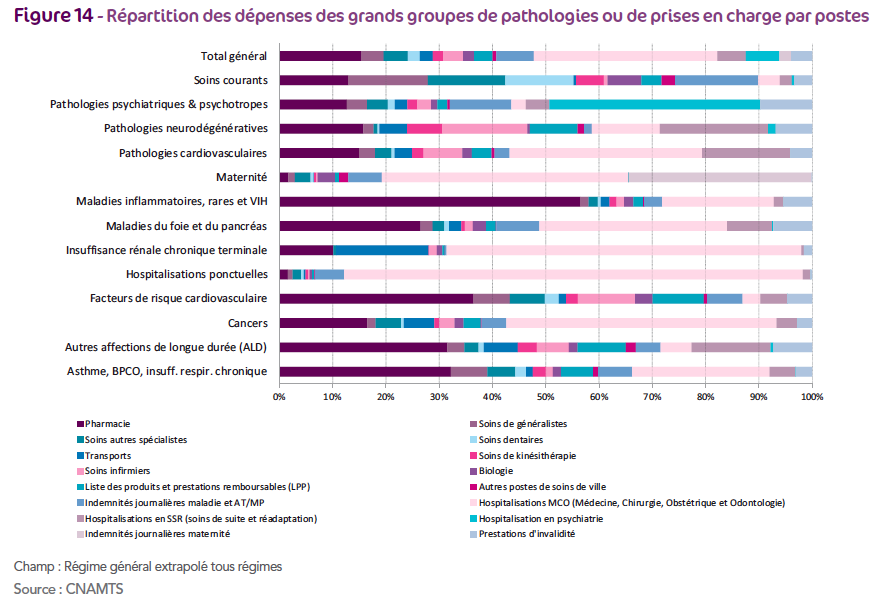 Figure 14 - Répartition des dépenses des grands groupes de pathologies ou de prises en charge par postes
Total général
Soins courants
Pathologies psychiatriques & psychotropes
Pathologies neurodégénératives
Pathologies cardiovasculaires
Maternité
Maladies inflammatoires, rares et VIH
Maladies du foie et du pancréas
Insuffisance rénale chronique terminale
Hospitalisations ponctuelles
Facteurs de risque cardiovasculaire
Cancers
Autres affections de longue durée (ALD)
Asthme, BPCO, insuff. respir. chronique
0% 10% 20% 30% 40% 50% 60% 70% 80% 90% 100%
Pharmacie
Soins de généralistes
Soins autres spécialistes
Soins dentaires
Transports
Soins de kinésithérapie
Soins infirmiers
Biologie
Liste des produits et prestations remboursables (LPP)
Autres postes de soins de ville
Indemnités journalières maladie et AT/MP
Hospitalisations MCO (Médecine, Chirurgie, Obstétrique et Odontologie)
Hospitalisations en SSR (soins de suite et réadaptation)
Hospitalisation en psychiatrie
Indemnités journalières maternité
Prestations d'invalidité
Champ : Régime général extrapolé tous régimes
Source : CNAMTS